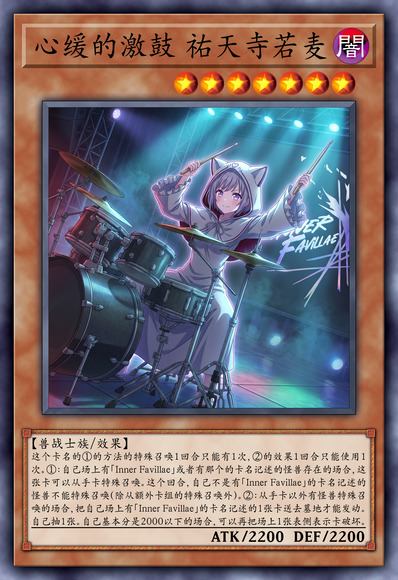 心缓的激鼓 祐天寺若麦
闇
INNER
FAVILLAE
【兽战士族/效果】
这个卡名的①的方法的特殊召唤1回合只能有1次,②的效果1回合只能使用1
次。①:自己场上有「Inner Favillae」或者有那个的卡名记述的怪兽存在的场合,这
张卡可以从手卡特殊召唤。这个回合,自己不是有「Inner Favillae」的卡名记述的
怪兽不能特殊召唤(除从额外卡组的特殊召唤外)。②:从手卡以外有怪兽特殊召
唤的场合,把自己场上有「Inner Favillae」的卡名记述的1张卡送去墓地才能发动。
自己抽1张。自己基本分是2000以下的场合,可以再把场上1张表侧表示卡破坏。
ATK/2200 DEF/2200